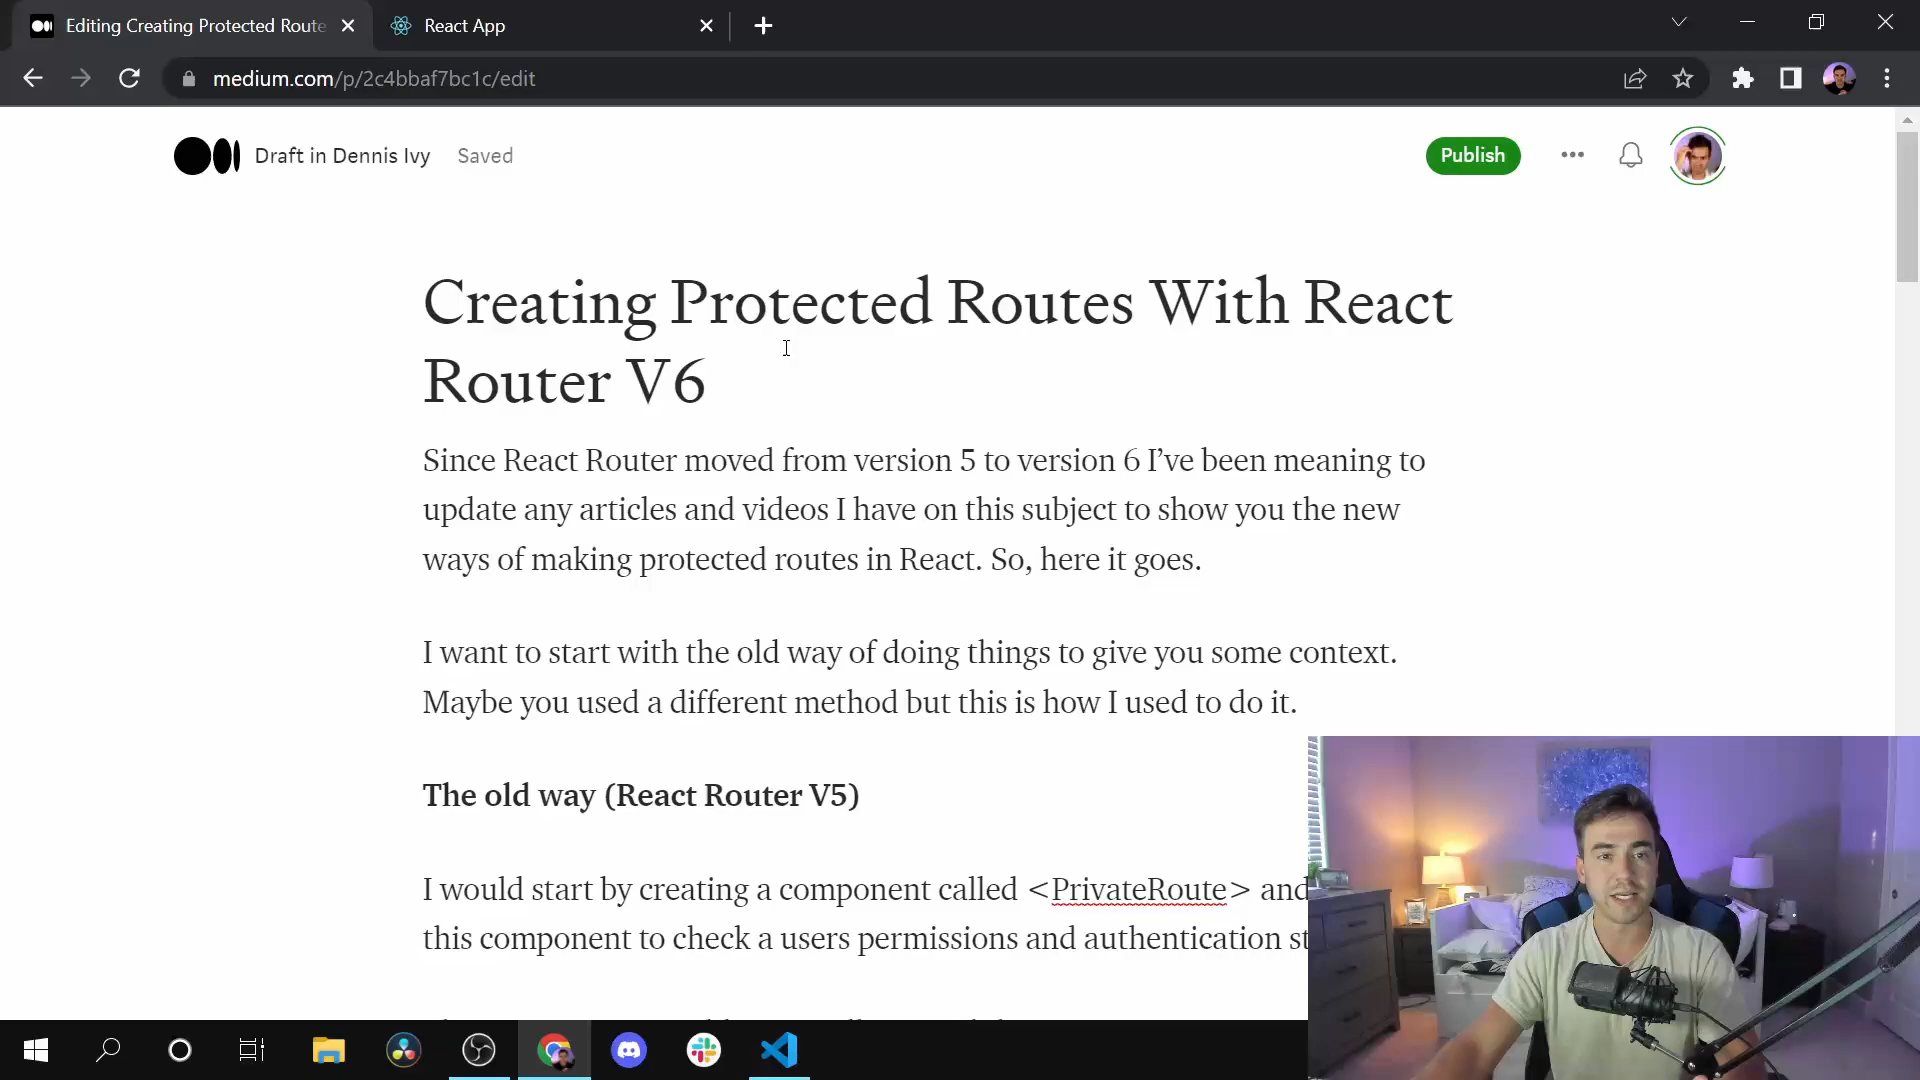 Editing Creating Protected Route
React App
medium.com/p/2c4bbaf7bc1c/edit
Draft in Dennis Ivy
Saved
Publish
Creating Protected Routes With React
Router V6
Since React Router moved from version 5 to version 6 I’ve been meaning to
update any articles and videos I have on this subject to show you the new
ways of making protected routes in React. So, here it goes.
I want to start with the old way of doing things to give you some context.
Maybe you used a different method but this is how I used to do it.
The old way (React Router V5)
I would start by creating a component called <PrivateRoute> and
this component to check a users permissions and authentication st